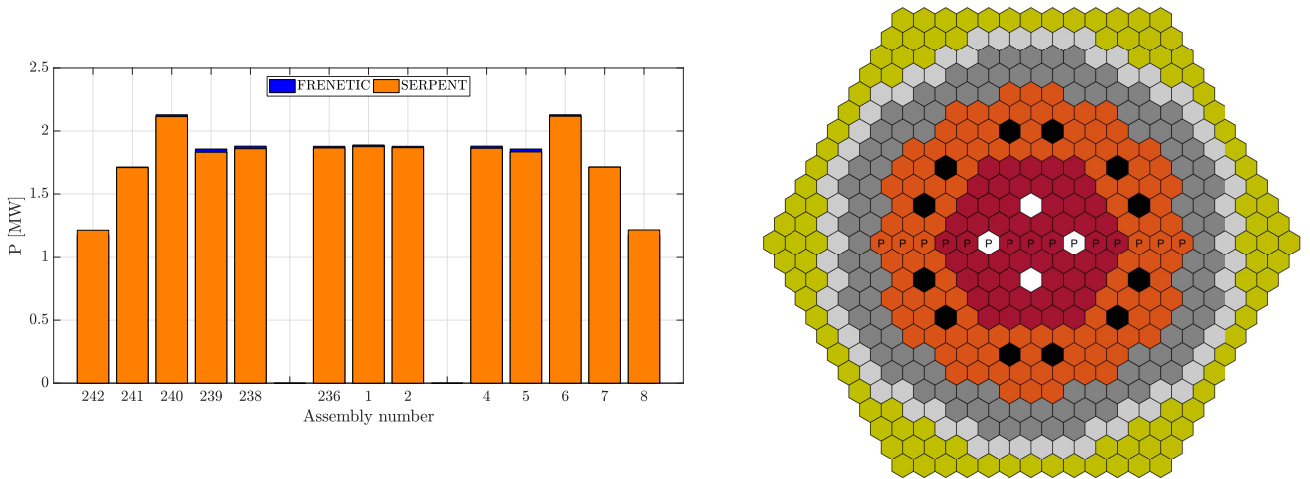 FRENETIC SERPENT
2.5
2
1.5
1
0.5
0
P [MW]
242 241 240 239 238 236 1 2 4 5 6 7 8
Assembly number
P P P P P P P P P P P P P P P